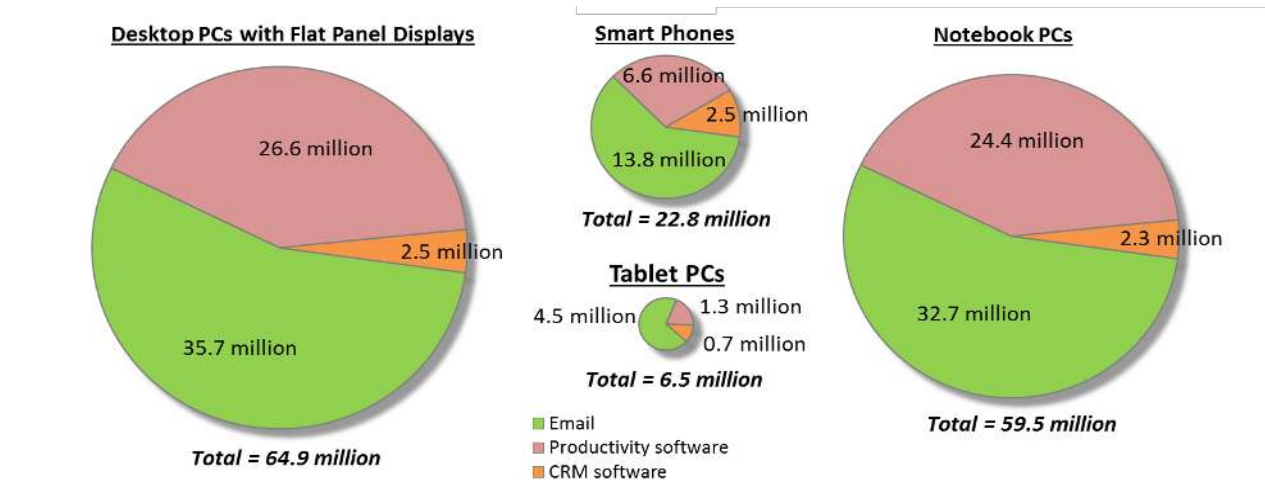 Desktop PCs with Flat Panel Displays
26.6 million
2.5 million
35.7 million
Total = 64.9 million
Smart Phones
6.6 million
2.5 million
13.8 million
Total = 22.8 million
Tablet PCs
4.5 million
1.3 million
0.7 million
Total = 6.5 million
Email
Productivity software
CRM software
Notebook PCs
24.4 million
2.3 million
32.7 million
Total = 59.5 million